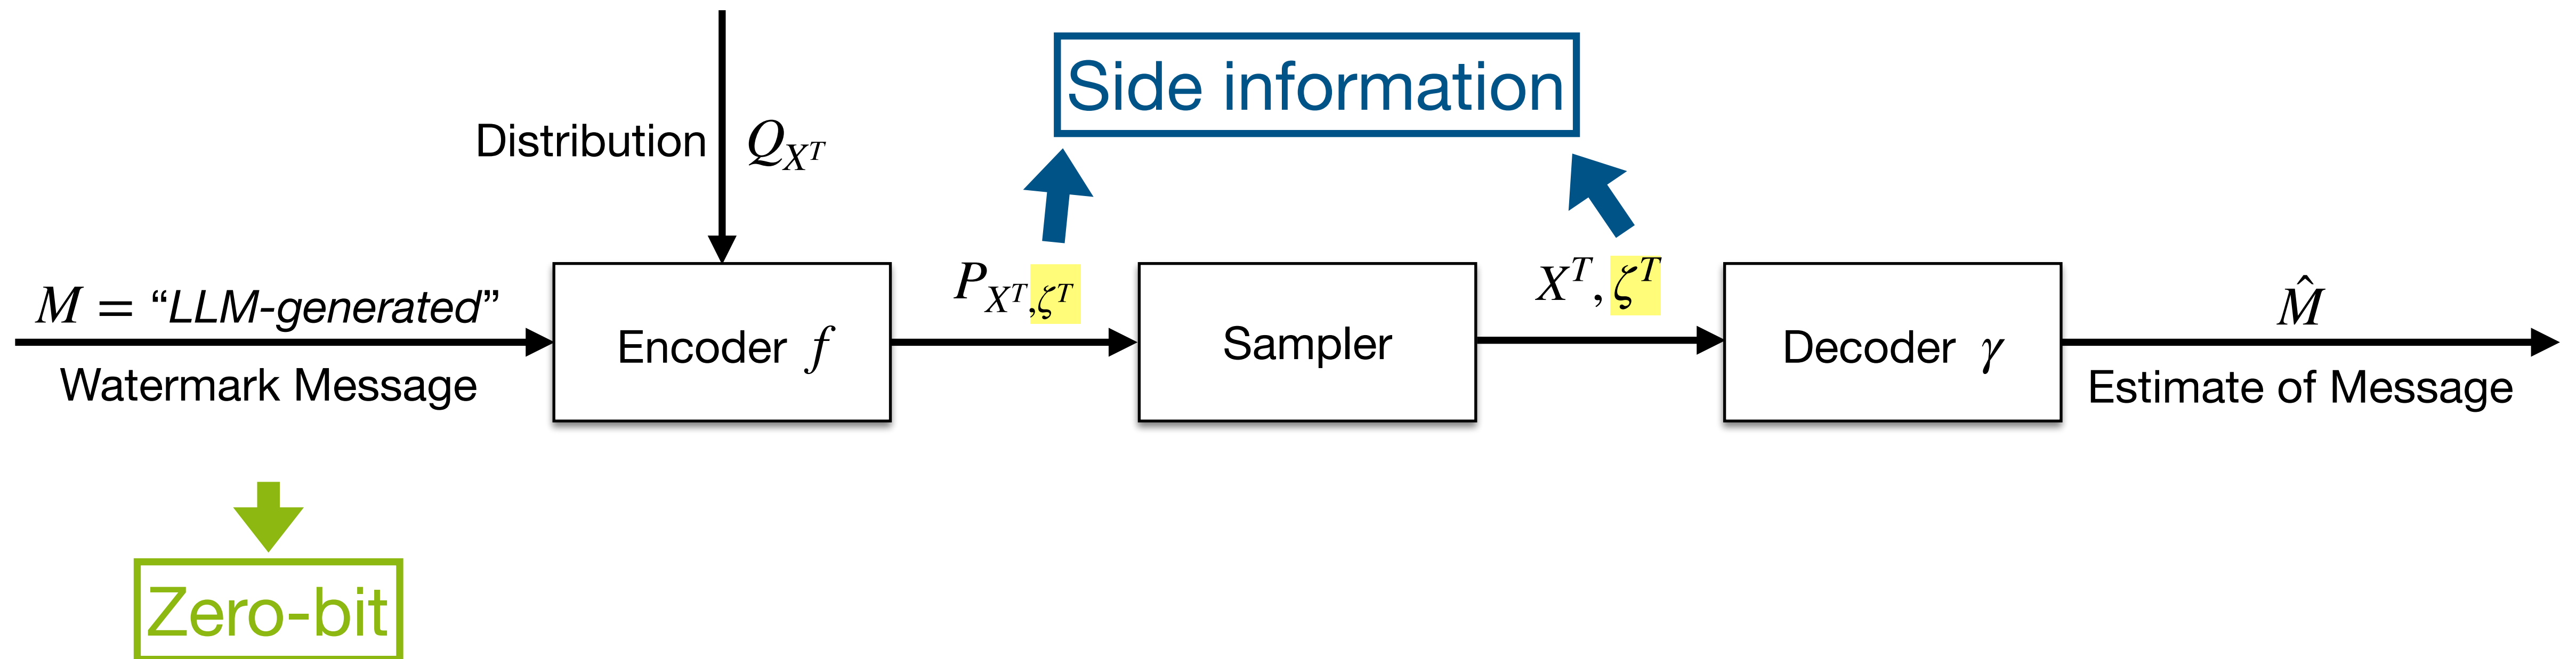 Side information
Distribution Q_{X^T}
M = “LLM-generated”
Watermark Message
Encoder f
P_{X^T, ζ^T}
Sampler
X^T, ζ^T
Decoder γ
M̂
Estimate of Message
Zero-bit